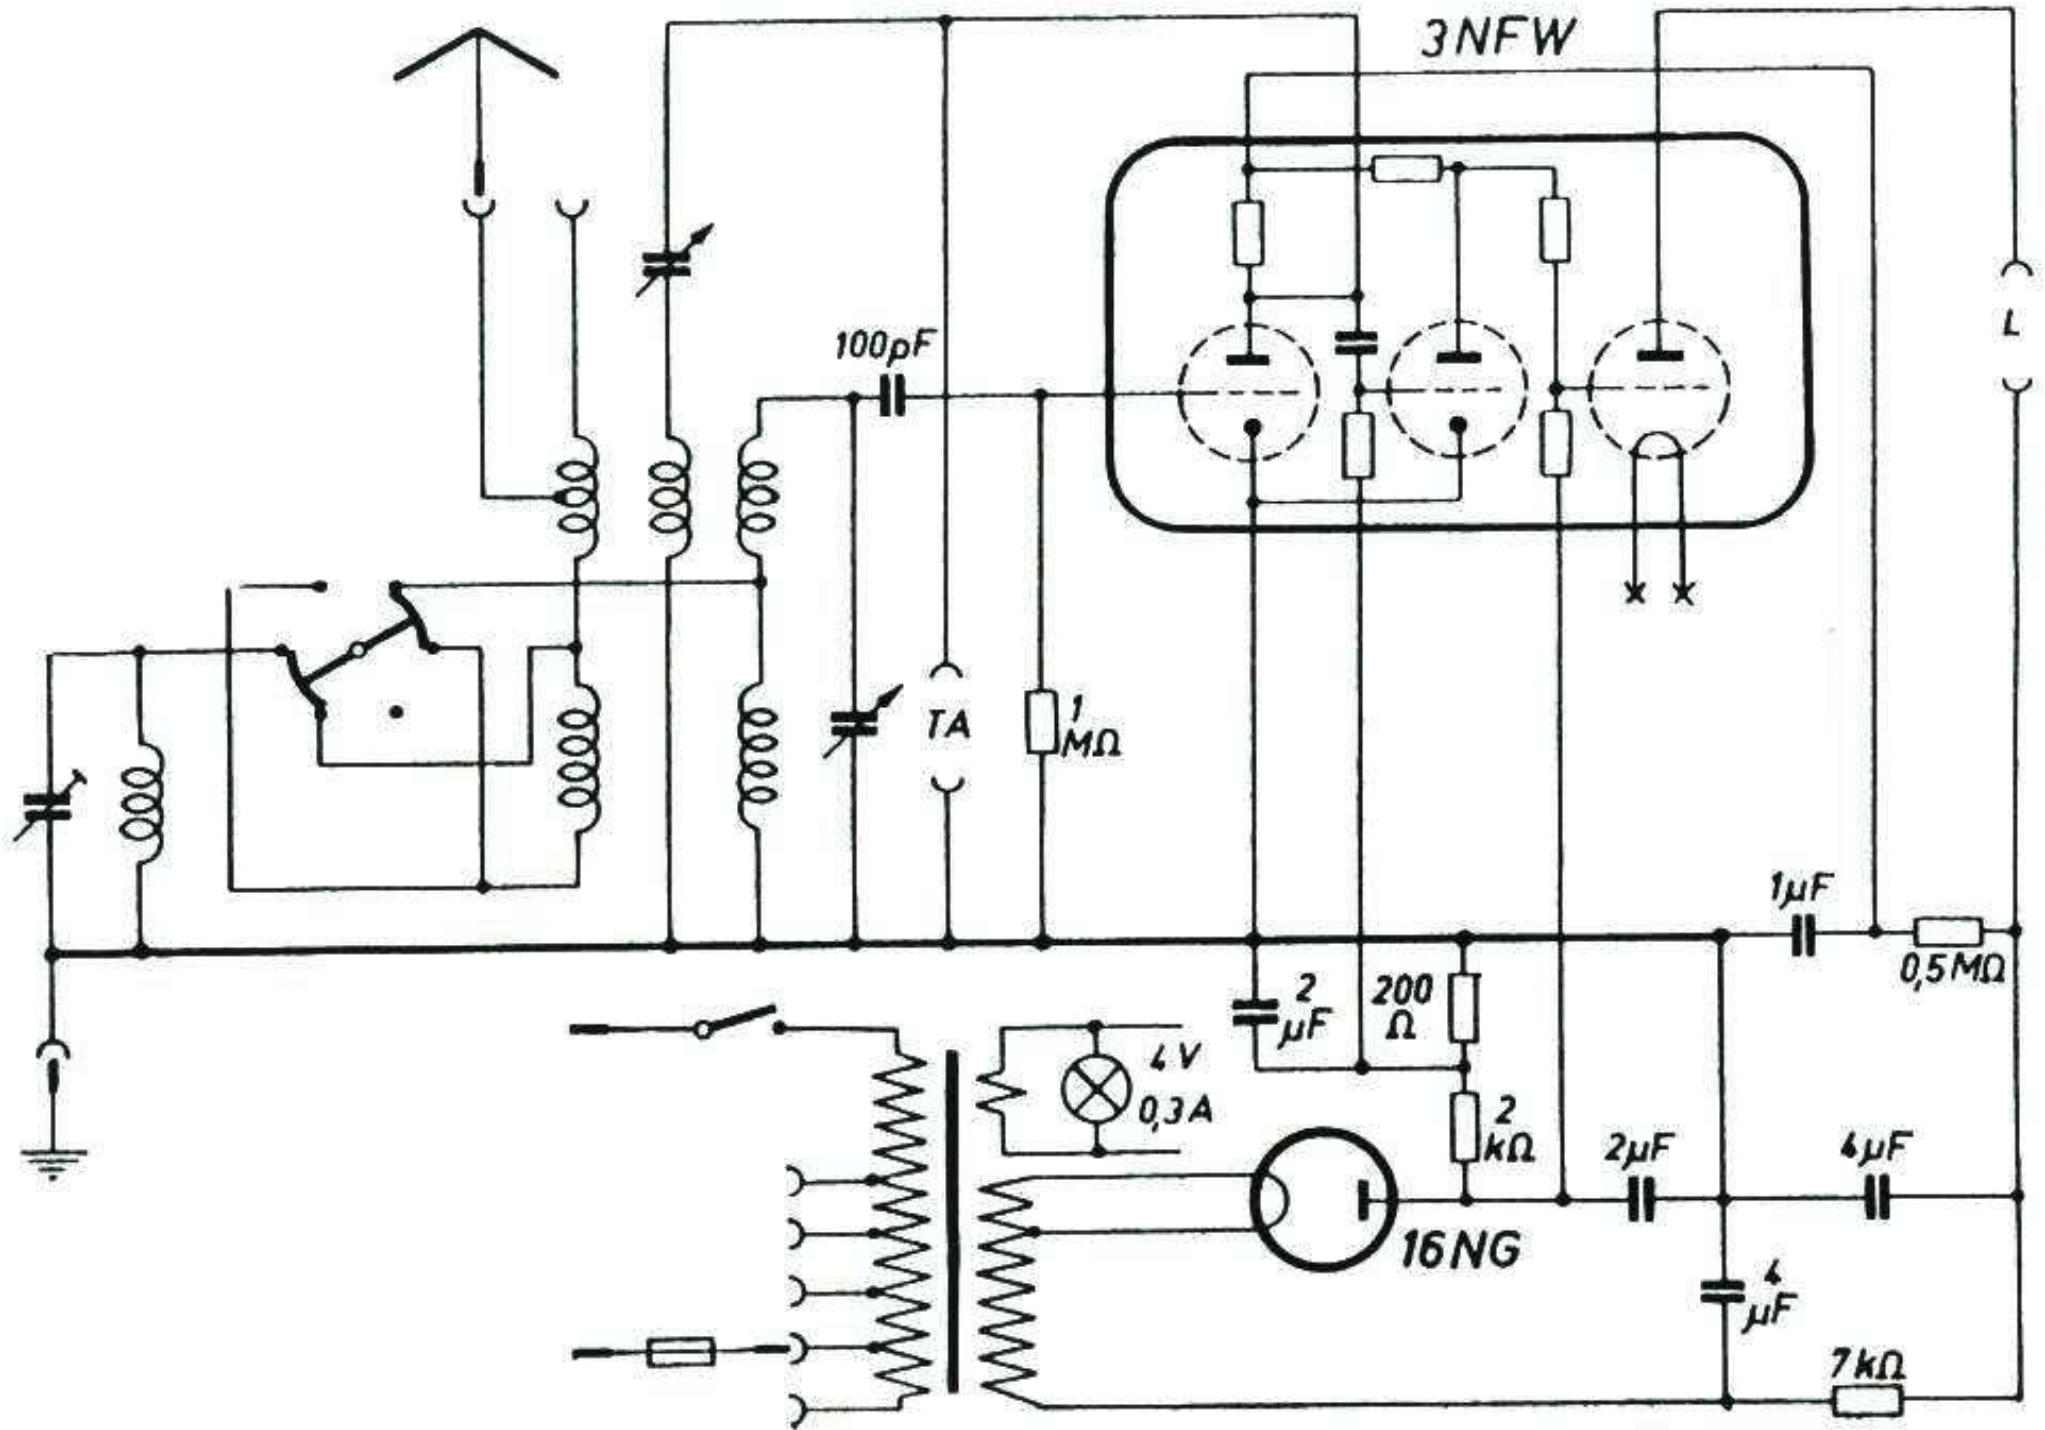 3NFW
100pF
L
TA
1
MΩ
1µF
0,5MΩ
2
µF
200
Ω
4V
0,3A
2
kΩ
2µF
4µF
16NG
4
µF
7kΩ